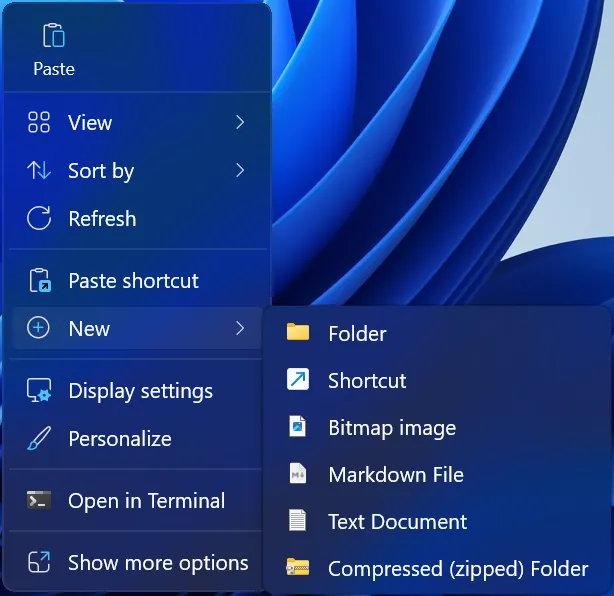 Paste
View
Sort by
Refresh
Paste shortcut
New
Display settings
Personalize
Open in Terminal
Show more options
Folder
Shortcut
Bitmap image
Markdown File
Text Document
Compressed (zipped) Folder